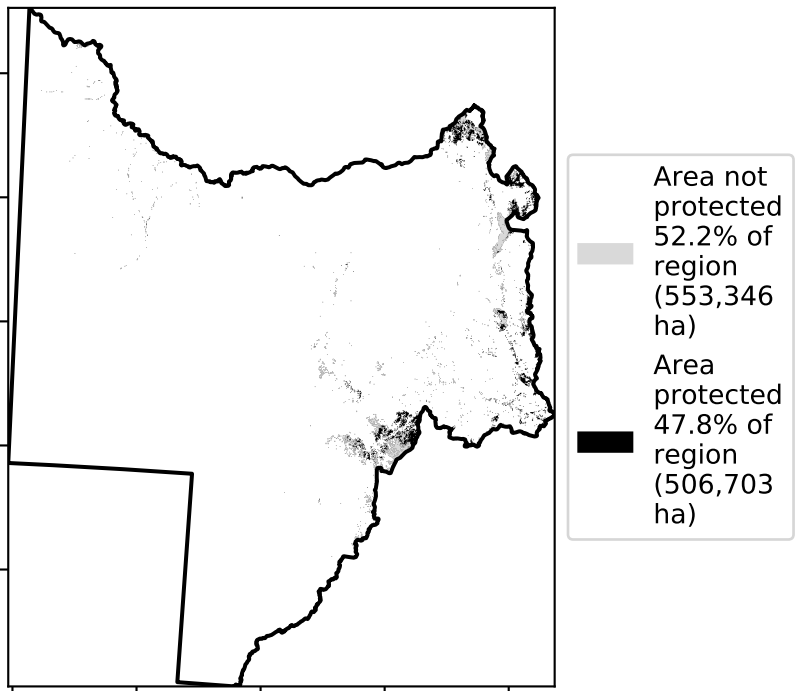 Area not
protected
52.2% of
region
(553,346
ha)
Area
protected
47.8% of
region
(506,703
ha)